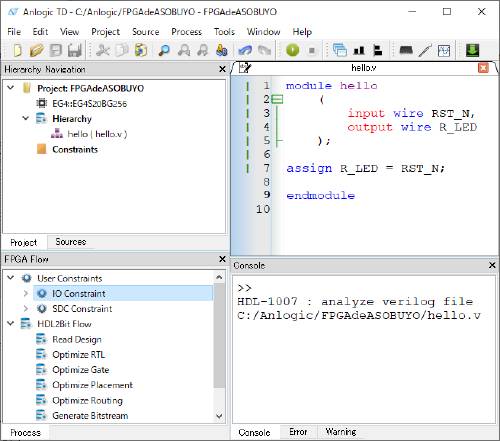 Anlogic TD - C:/Anlogic/FPGAdeASOBUYO - FPGAdeASOBUYO
File Edit View Project Source Process Tools Window Help
Hierarchy Navigation
Project: FPGAdeASOBUYO
EG4:EG4S20BG256
Hierarchy
hello ( hello.v )
Constraints
Project Sources
FPGA Flow
User Constraints
IO Constraint
SDC Constraint
HDL2Bit Flow
Read Design
Optimize RTL
Optimize Gate
Optimize Placement
Optimize Routing
Generate Bitstream
Process
hello.v
1 module hello
2 (
3 input wire RST_N,
4 output wire R_LED
5 );
6
7 assign R_LED = RST_N;
8
9 endmodule
10
Console
>>
HDL-1007 : analyze verilog file
C:/Anlogic/FPGAdeASOBUYO/hello.v
Console Error Warning